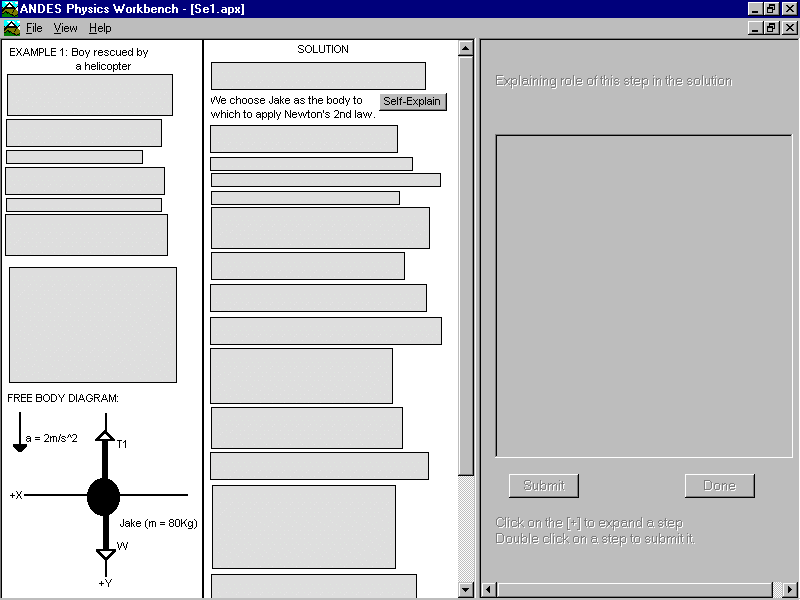 ANDES Physics Workbench - [Se1.apx]
File View Help
EXAMPLE 1: Boy rescued by
a helicopter
FREE BODY DIAGRAM:
a = 2m/s^2
T1
+X
Jake (m = 80Kg)
W
+Y
SOLUTION
We choose Jake as the body to
which to apply Newton's 2nd law.
Self-Explain
Explaining role of this step in the solution
Submit
Done
Click on the [+] to expand a step
Double click on a step to submit it.